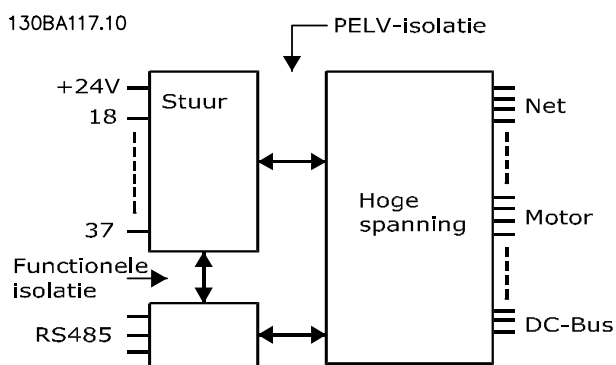 130BA117.10
PELV-isolatie
+24V
Stuur
18
Net
Hoge
spanning
Motor
37
Functionele
isolatie
RS485
DC-Bus